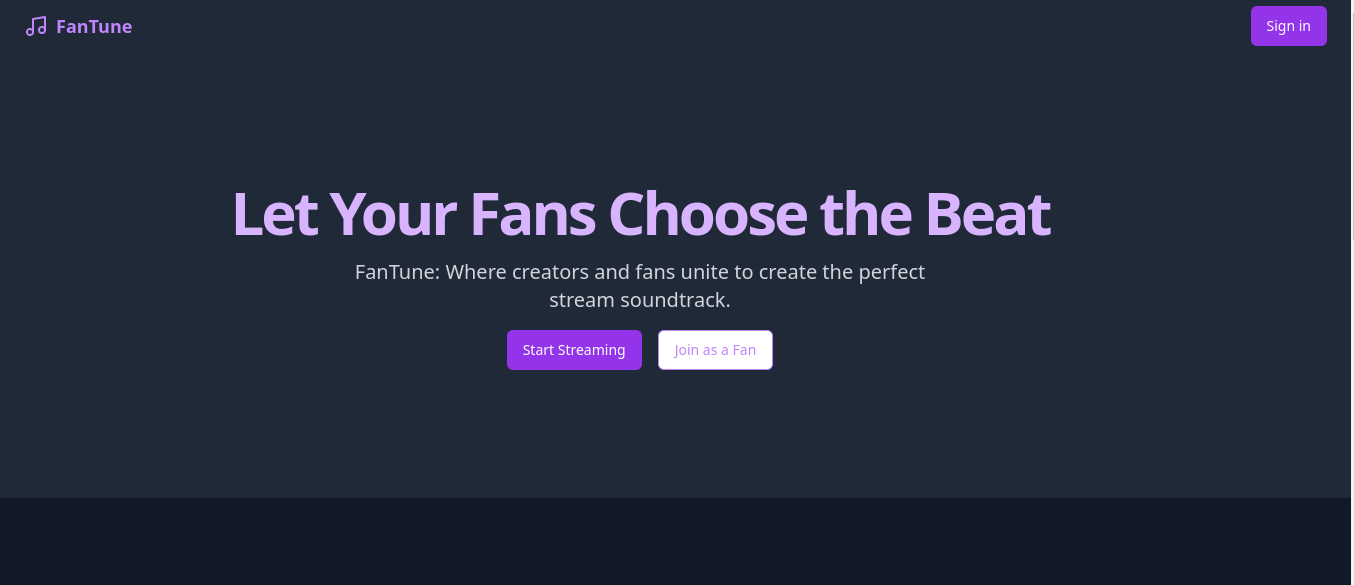 FanTune
Sign in
Let Your Fans Choose the Beat
FanTune: Where creators and fans unite to create the perfect
stream soundtrack.
Start Streaming
Join as a Fan